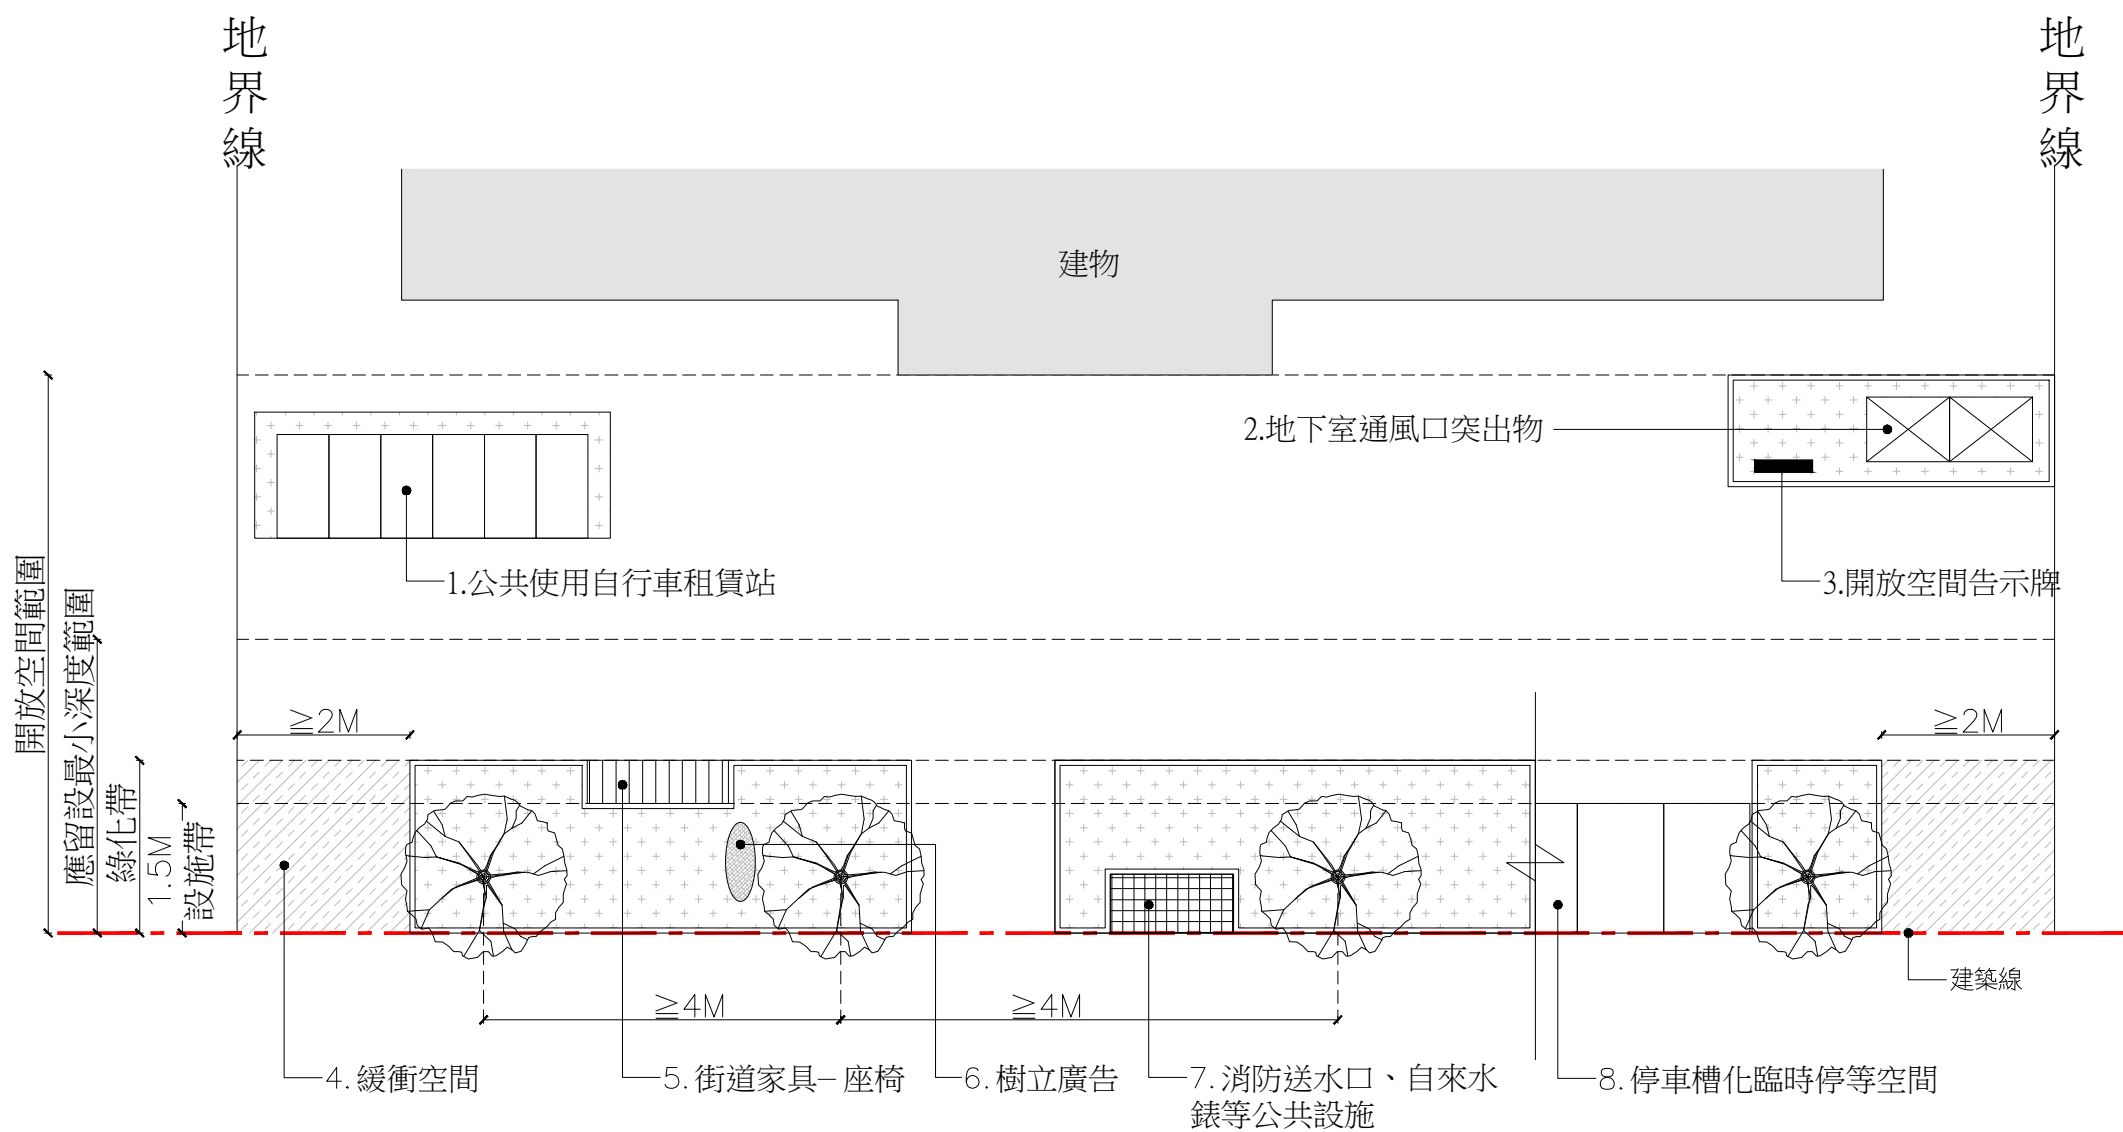 地界線
地界線
建物
2.地下室通風口突出物
1.公共使用自行車租賃站
3.開放空間告示牌
開放空間範圍
應留設最小深度範圍
綠化帶
1.5M
設施帶
≧2M
≧2M
建築線
≧4M
≧4M
4.緩衝空間
5.街道家具–座椅
6.樹立廣告
7.消防送水口、自來水
錶等公共設施
8.停車槽化臨時停等空間